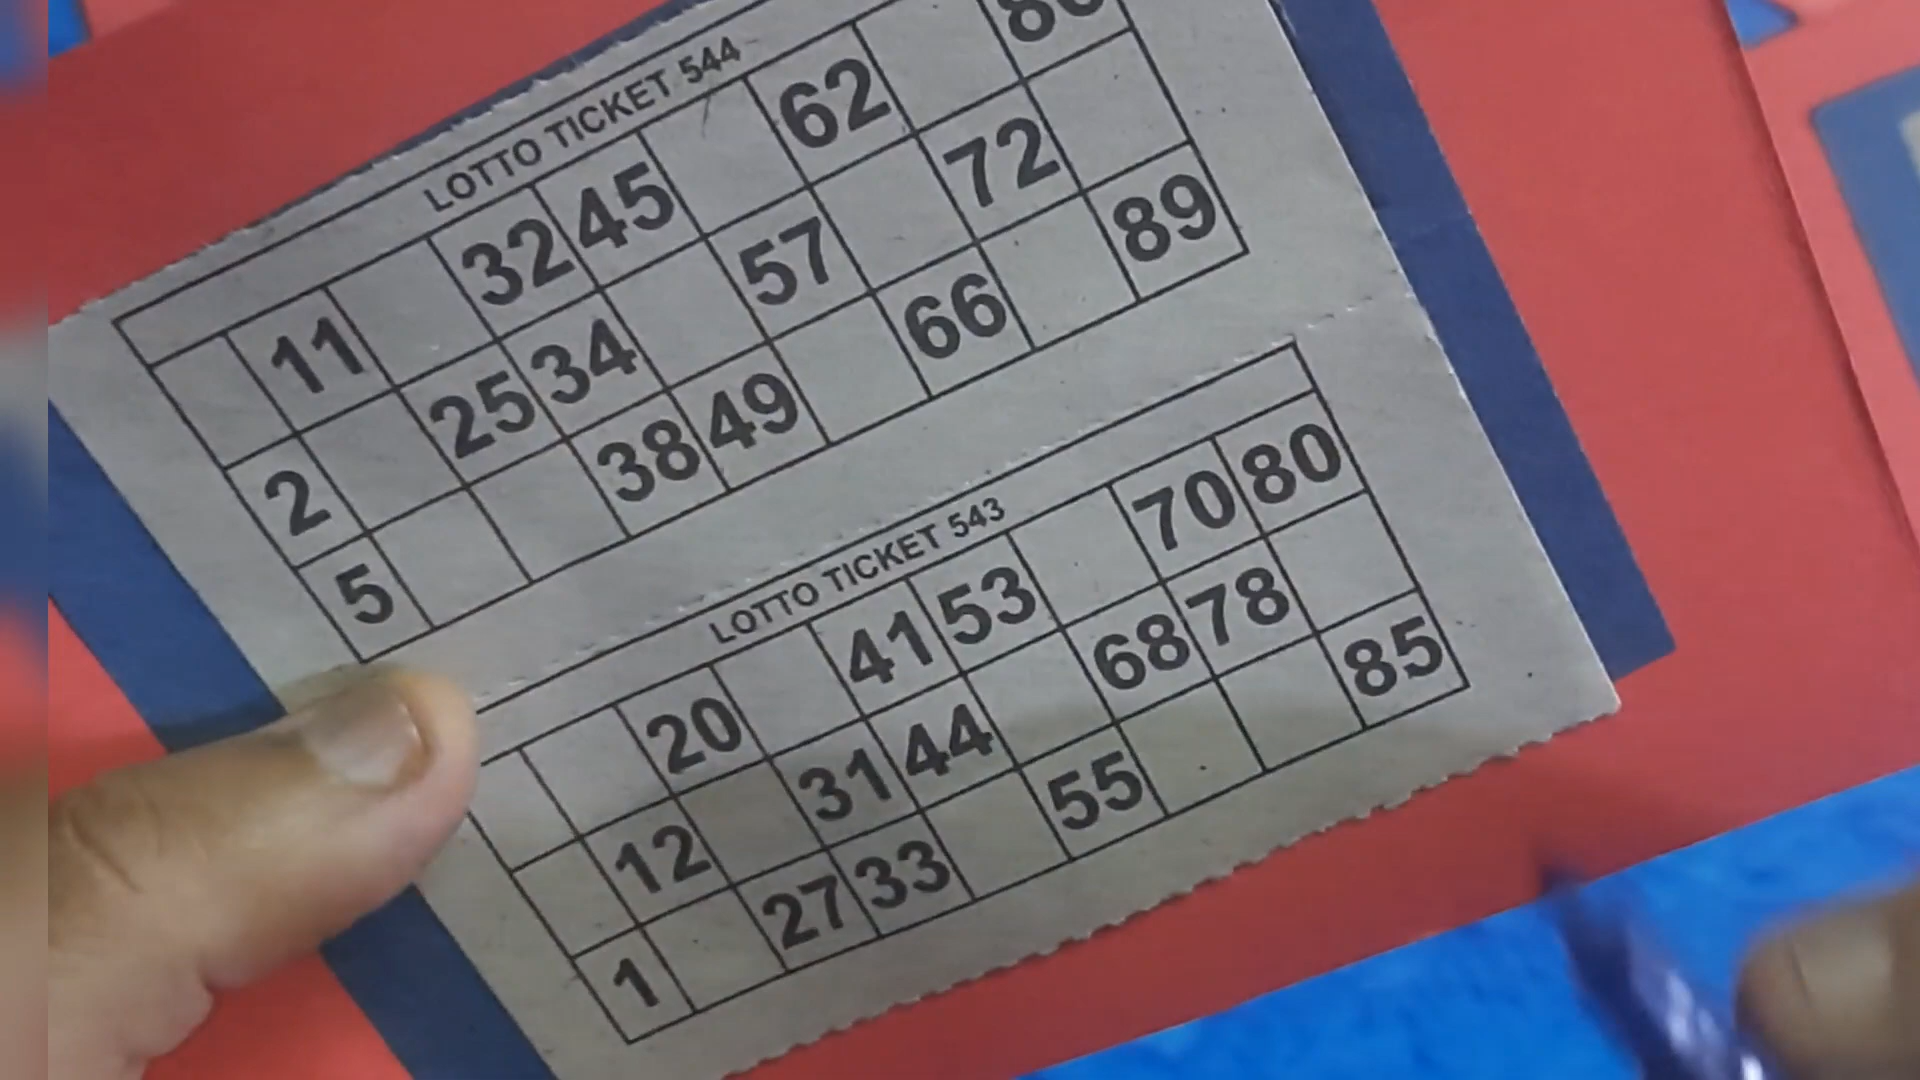 LOTTO TICKET 544
11 32 45 62
2 25 34 57 72
5 38 49 66 89
LOTTO TICKET 543
20 41 53 70 80
12 31 44 68 78
1 27 33 55 85